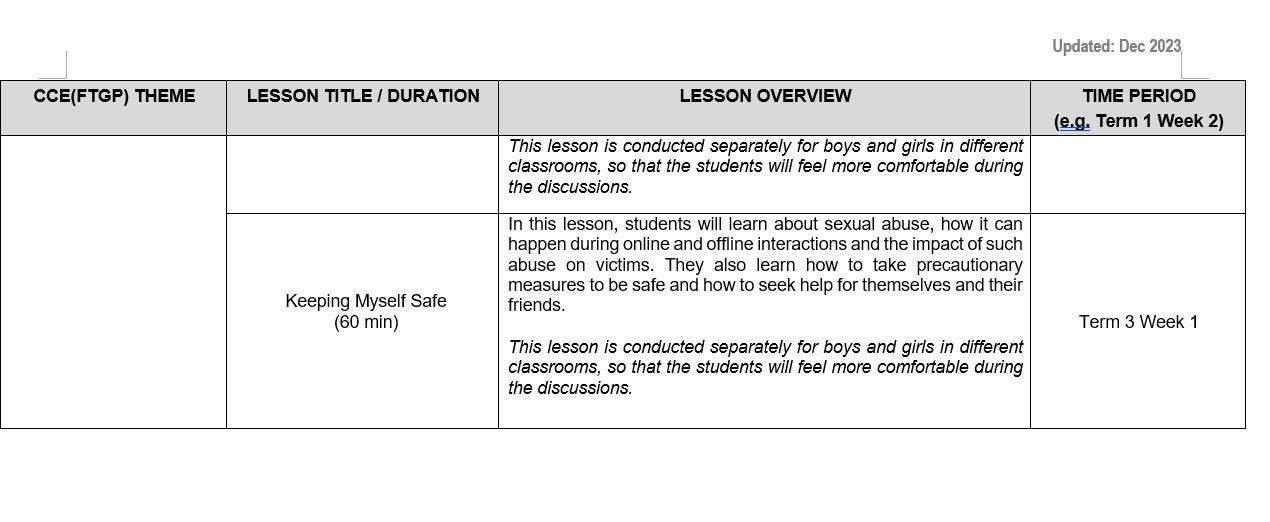 Updated: Dec 2023
CCE(FTGP) THEME
LESSON TITLE / DURATION
LESSON OVERVIEW
TIME PERIOD
(e.g. Term 1 Week 2)
This lesson is conducted separately for boys and girls in different
classrooms, so that the students will feel more comfortable during
the discussions.
Keeping Myself Safe
(60 min)
In this lesson, students will learn about sexual abuse, how it can
happen during online and offline interactions and the impact of such
abuse on victims. They also learn how to take precautionary
measures to be safe and how to seek help for themselves and their
friends.
This lesson is conducted separately for boys and girls in different
classrooms, so that the students will feel more comfortable during
the discussions.
Term 3 Week 1